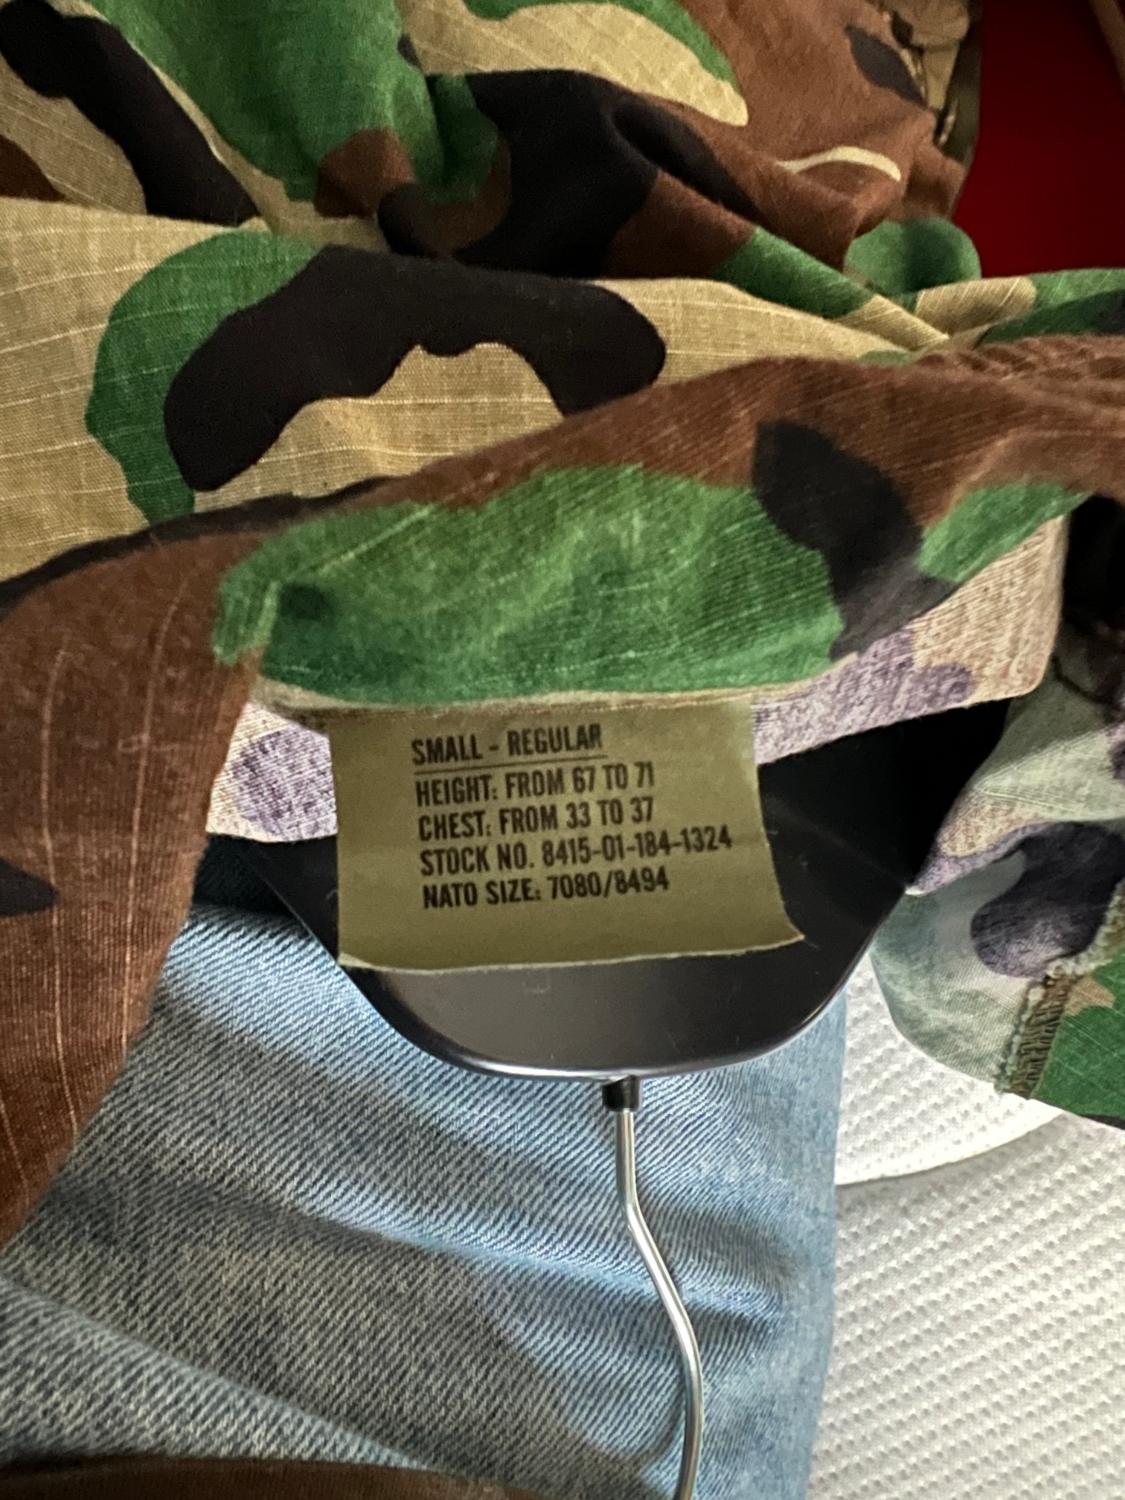 SMALL - REGULAR
HEIGHT: FROM 67 TO 71
CHEST: FROM 33 TO 37
STOCK NO. 8415-01-184-1324
NATO SIZE: 7080/8494